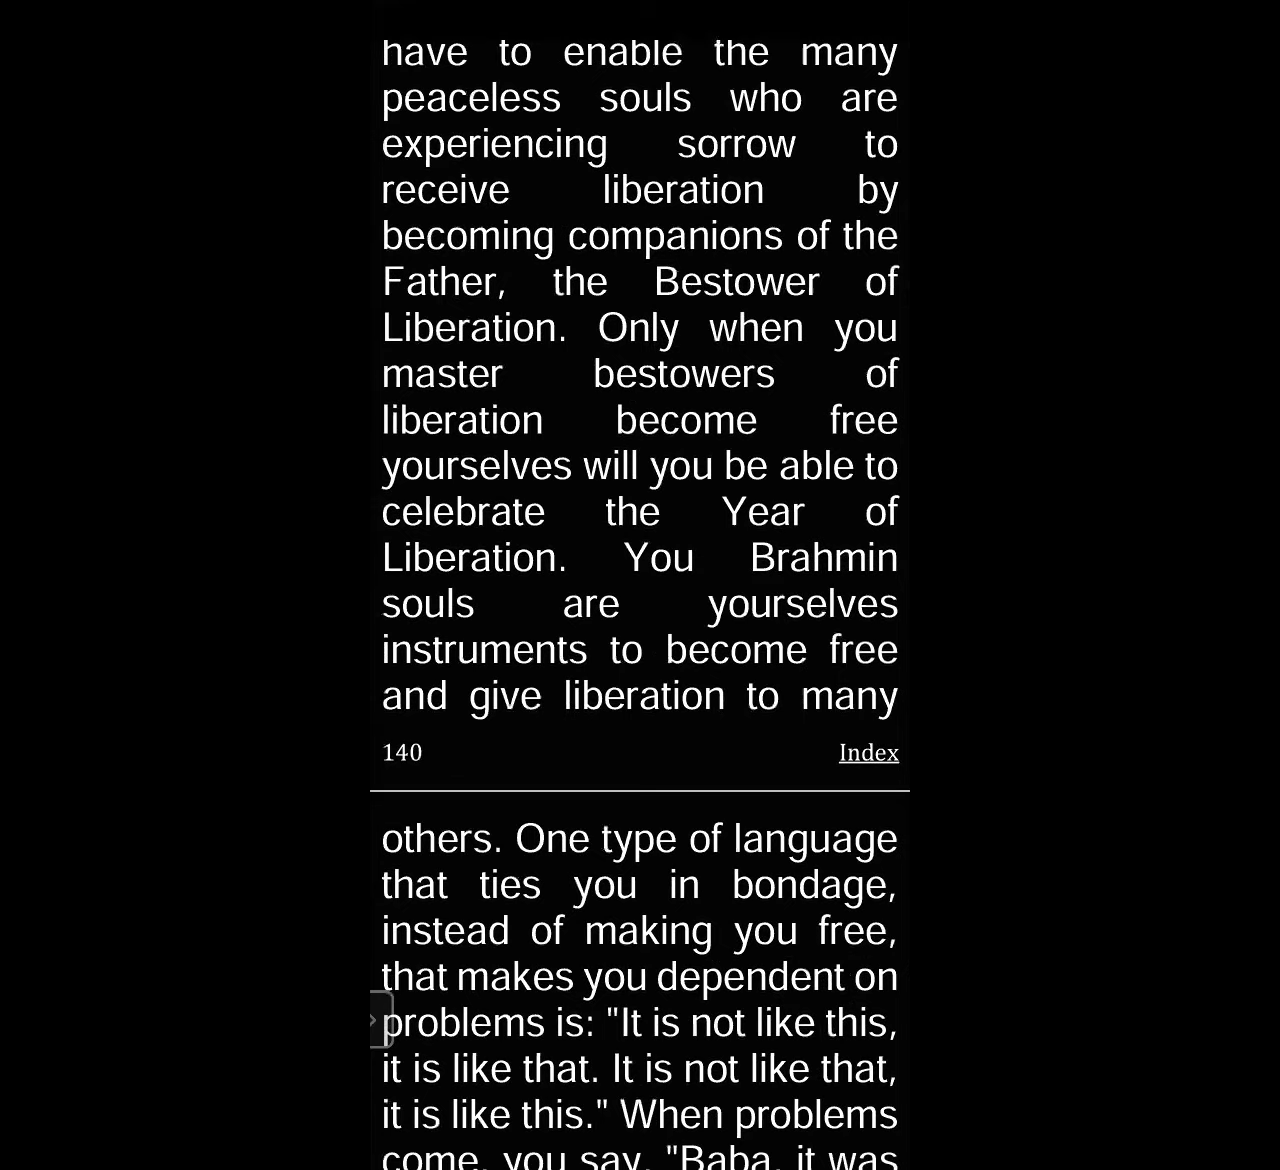 have to enable the many
peaceless souls who are
experiencing sorrow to
receive liberation by
becoming companions of the
Father, the Bestower of
Liberation. Only when you
master bestowers of
liberation become free
yourselves will you be able to
celebrate the Year of
Liberation. You Brahmin
souls are yourselves
instruments to become free
and give liberation to many
140 Index
others. One type of language
that ties you in bondage,
instead of making you free,
that makes you dependent on
problems is: "It is not like this,
it is like that. It is not like that,
it is like this." When problems
come, you say, "Baba, it was